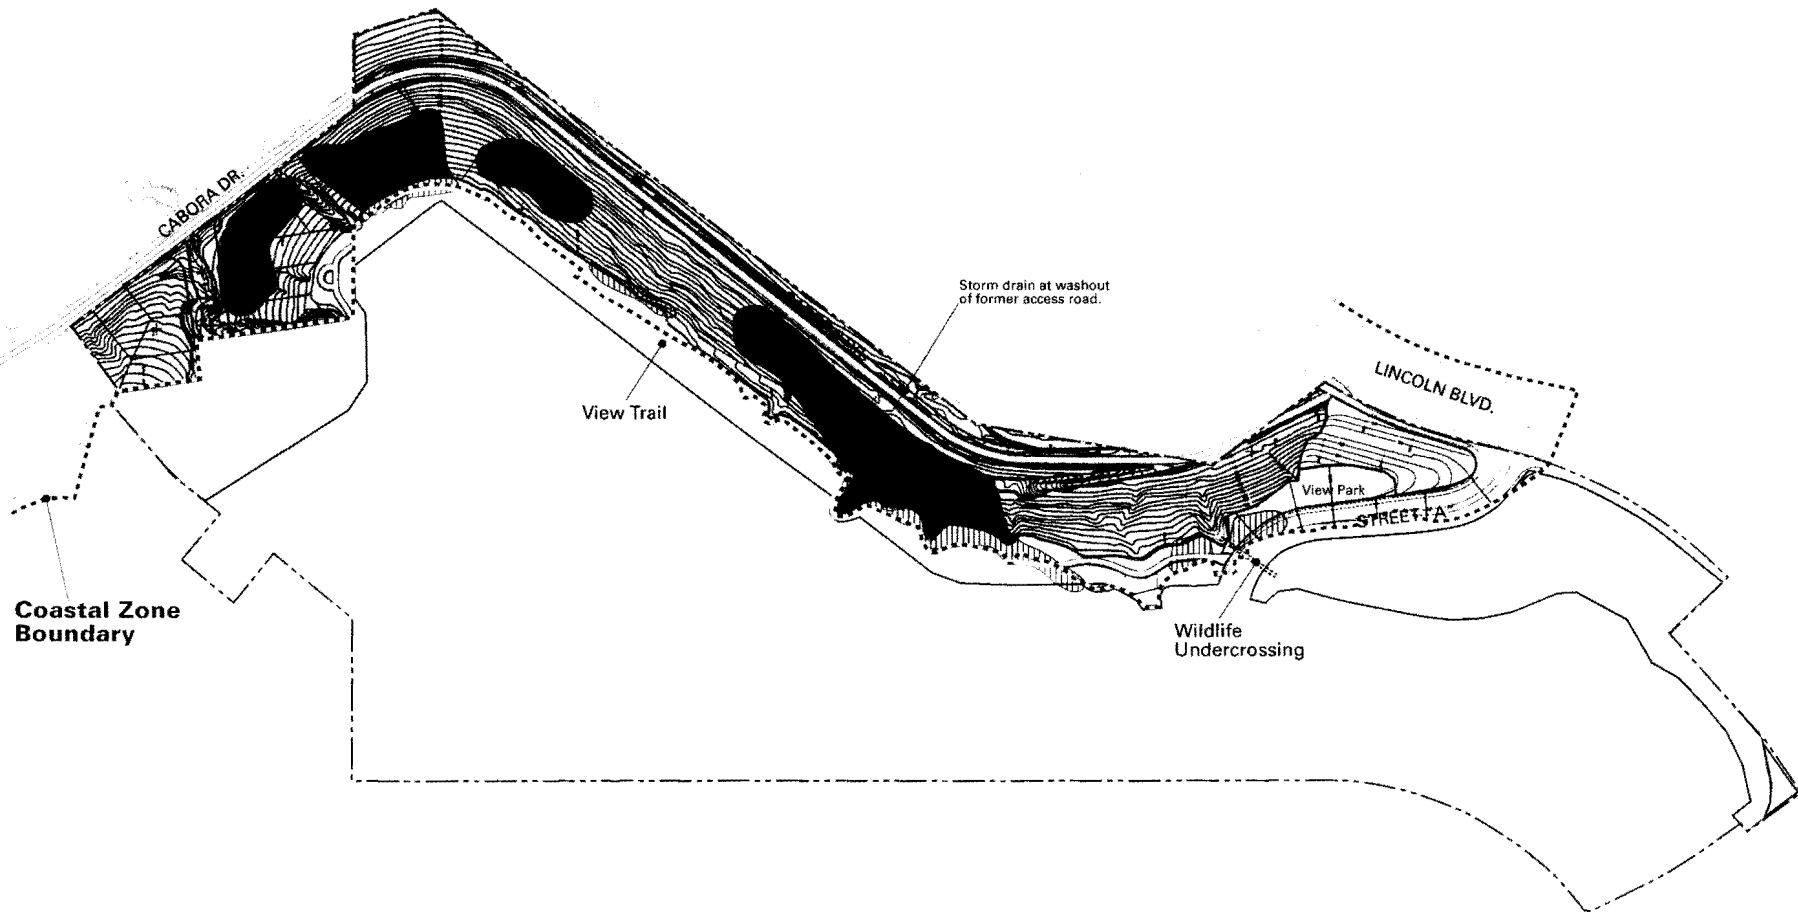 CABORA DR.
Storm drain at washout
of former access road.
LINCOLN BLVD.
View Trail
View Park
STREET "A"
Coastal Zone
Boundary
Wildlife
Undercrossing